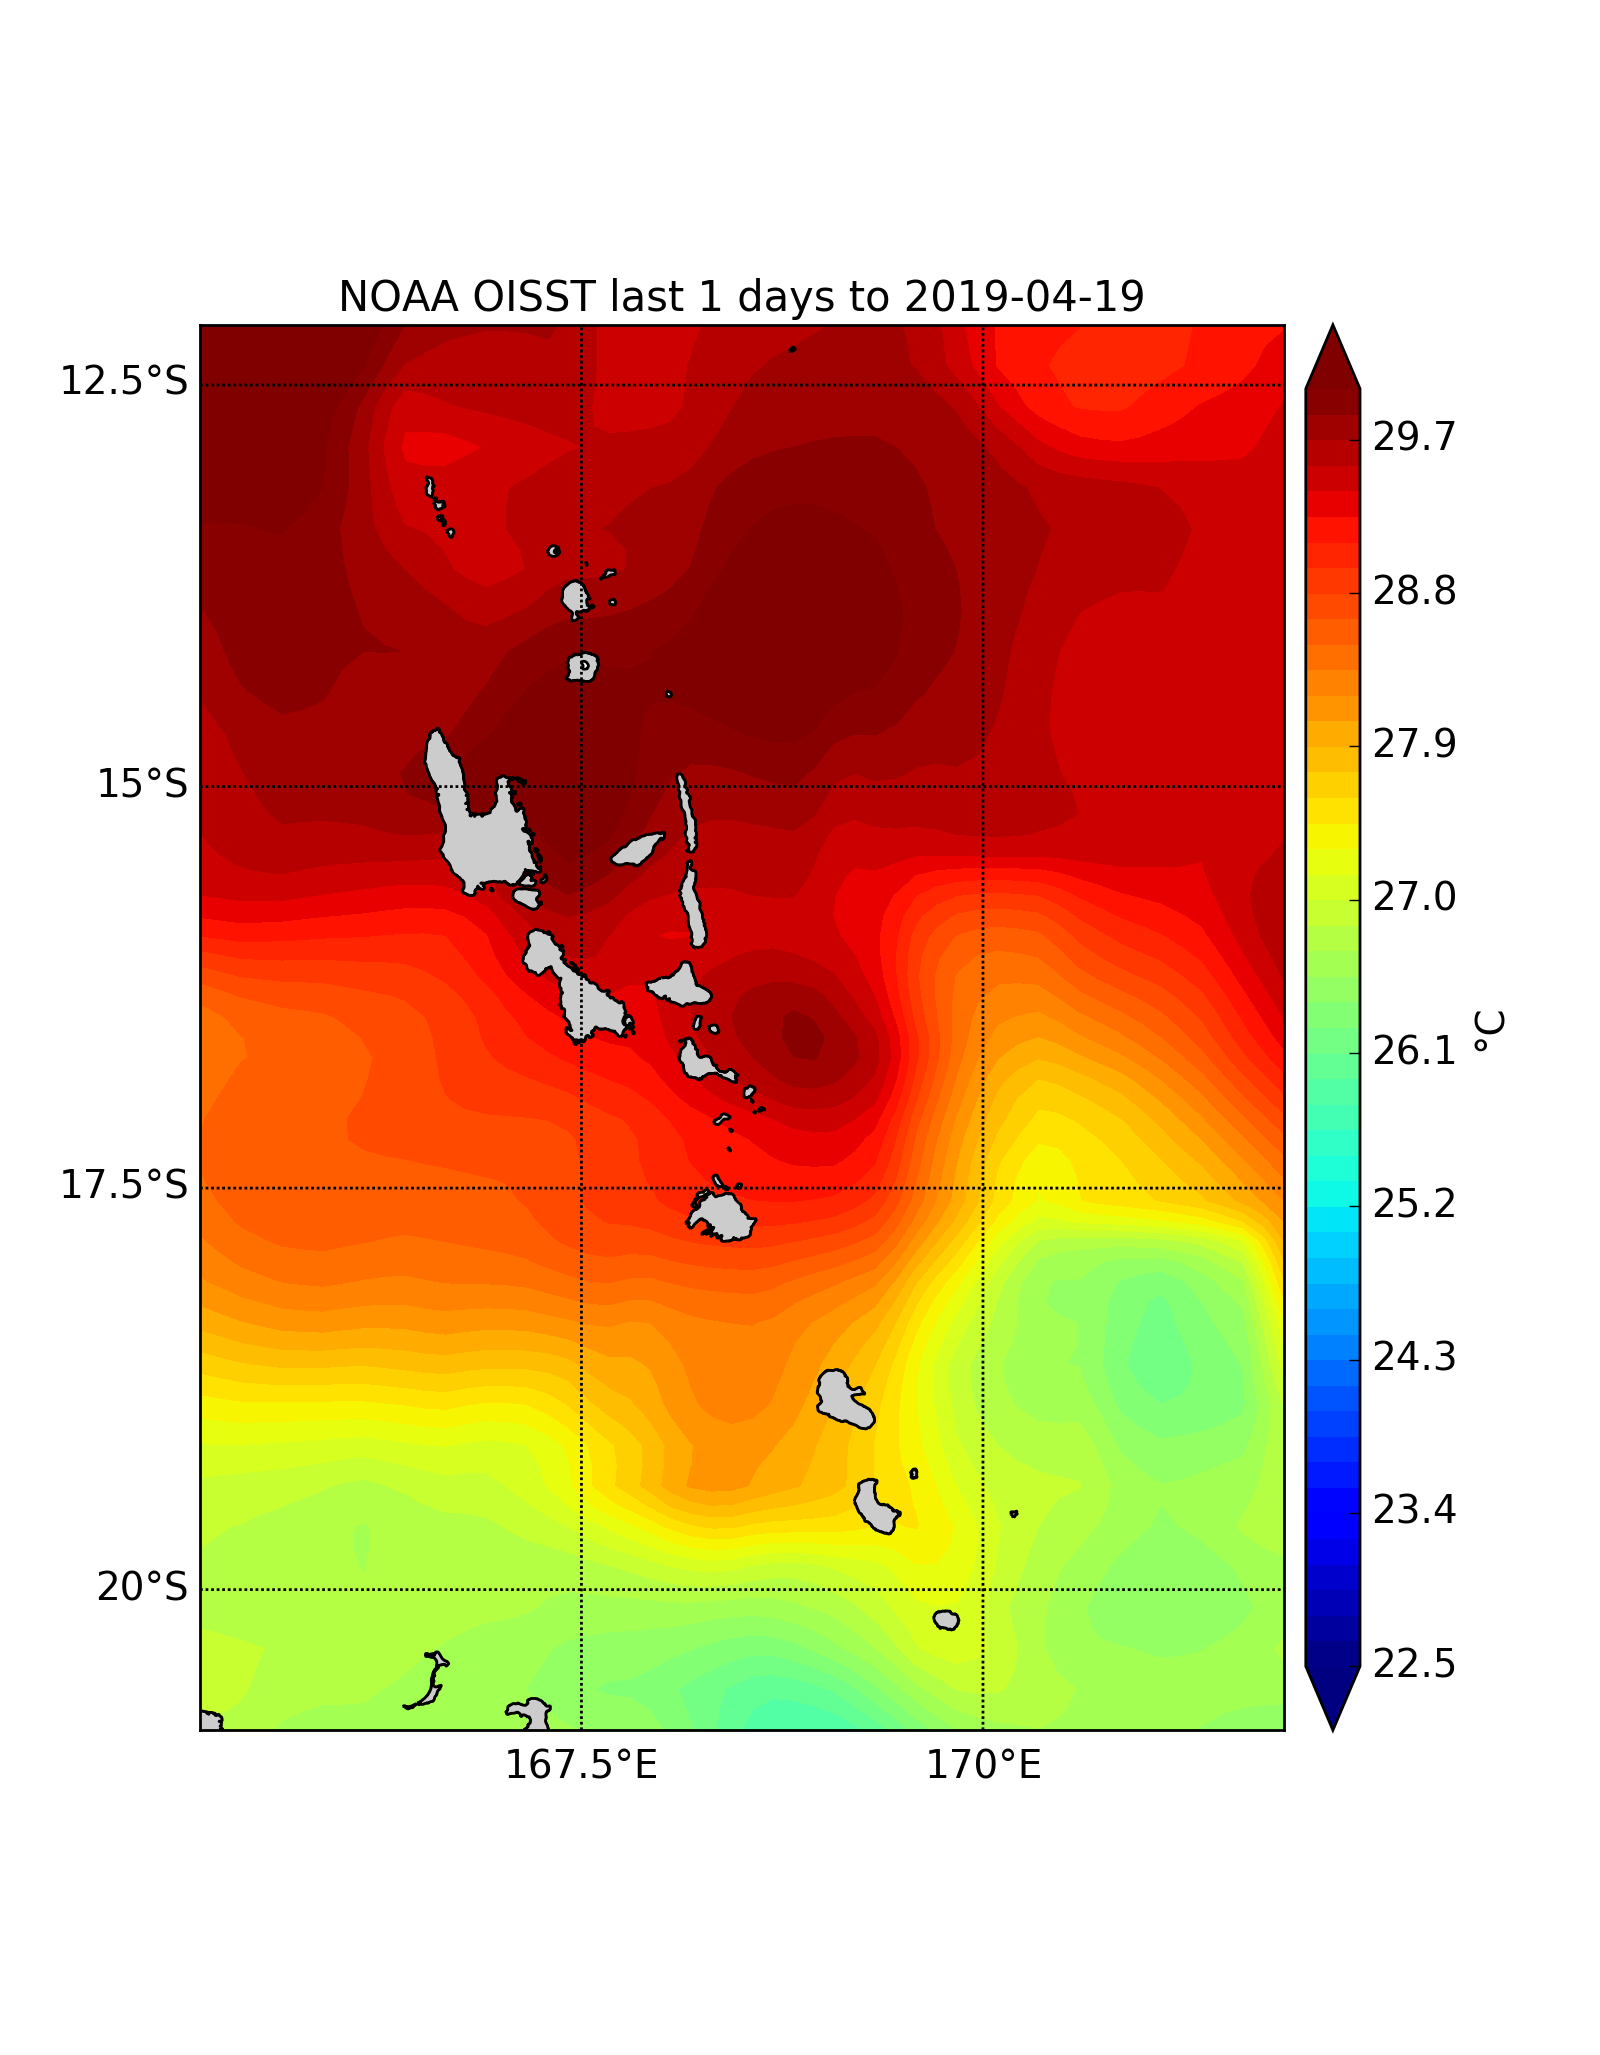 NOAA OISST last 1 days to 2019-04-19
12.5°S
15°S
17.5°S
20°S
167.5°E
170°E
29.7
28.8
27.9
27.0
26.1
25.2
24.3
23.4
22.5
°C